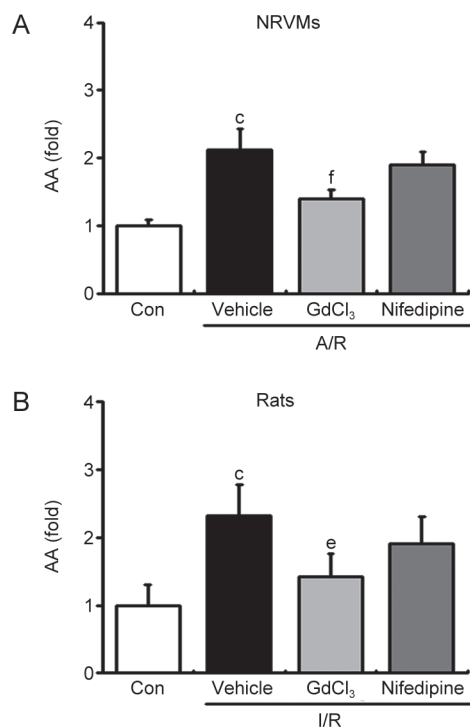 A
NRVMs
AA (fold)
4
3
2
1
0
c
f
Con
Vehicle
GdCl₃
Nifedipine
A/R
B
Rats
AA (fold)
4
3
2
1
0
c
e
Con
Vehicle
GdCl₃
Nifedipine
I/R